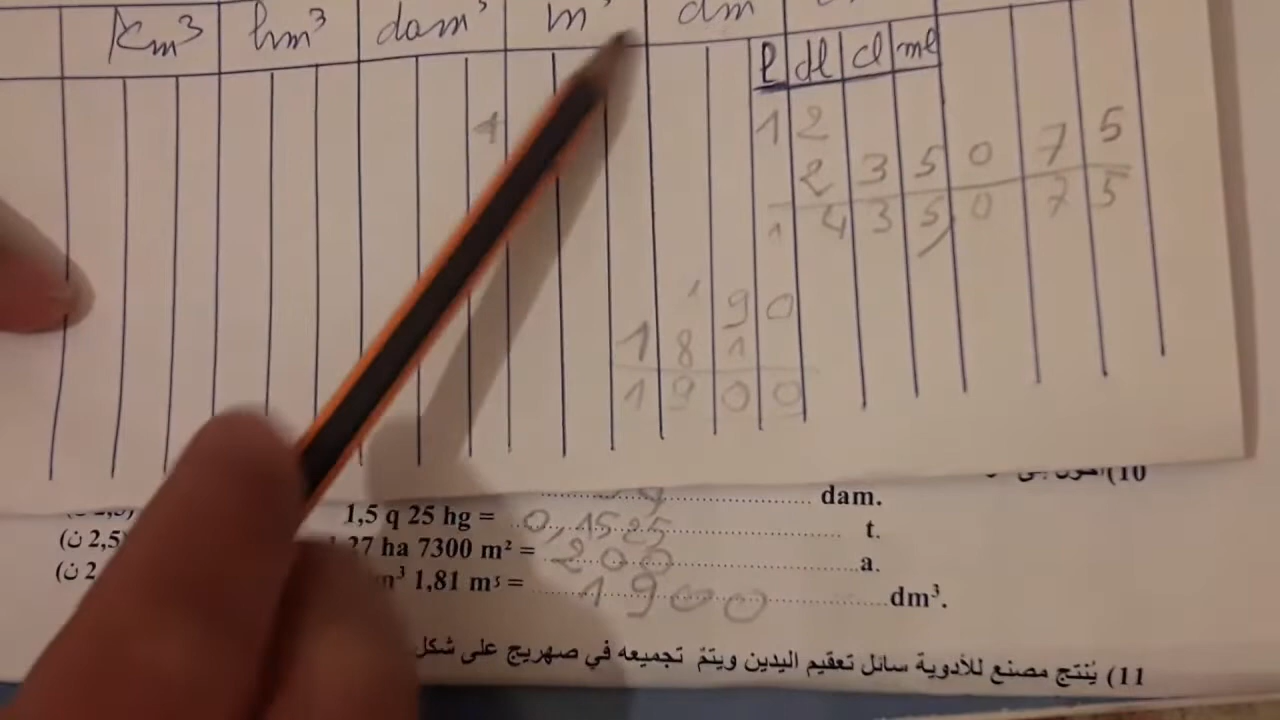 km³ hm³ dam³ m³ dm
l dl cl ml
1 1 2
2 3 5 0 7 5
1 4 3 5, 0 7 5
1 9 0
1 8 1
1 9 0 0
dam.
1,5 q 25 hg = 0,1525 t.
27 ha 7300 m² = 200 a.
1,81 m³ = 1900 dm³.
(10
2,5 ن)
2 ن)
11) يُنتج مصنع للأدوية سائل تعقيم اليدين ويتمّ تجميعه في صهريج على شكل